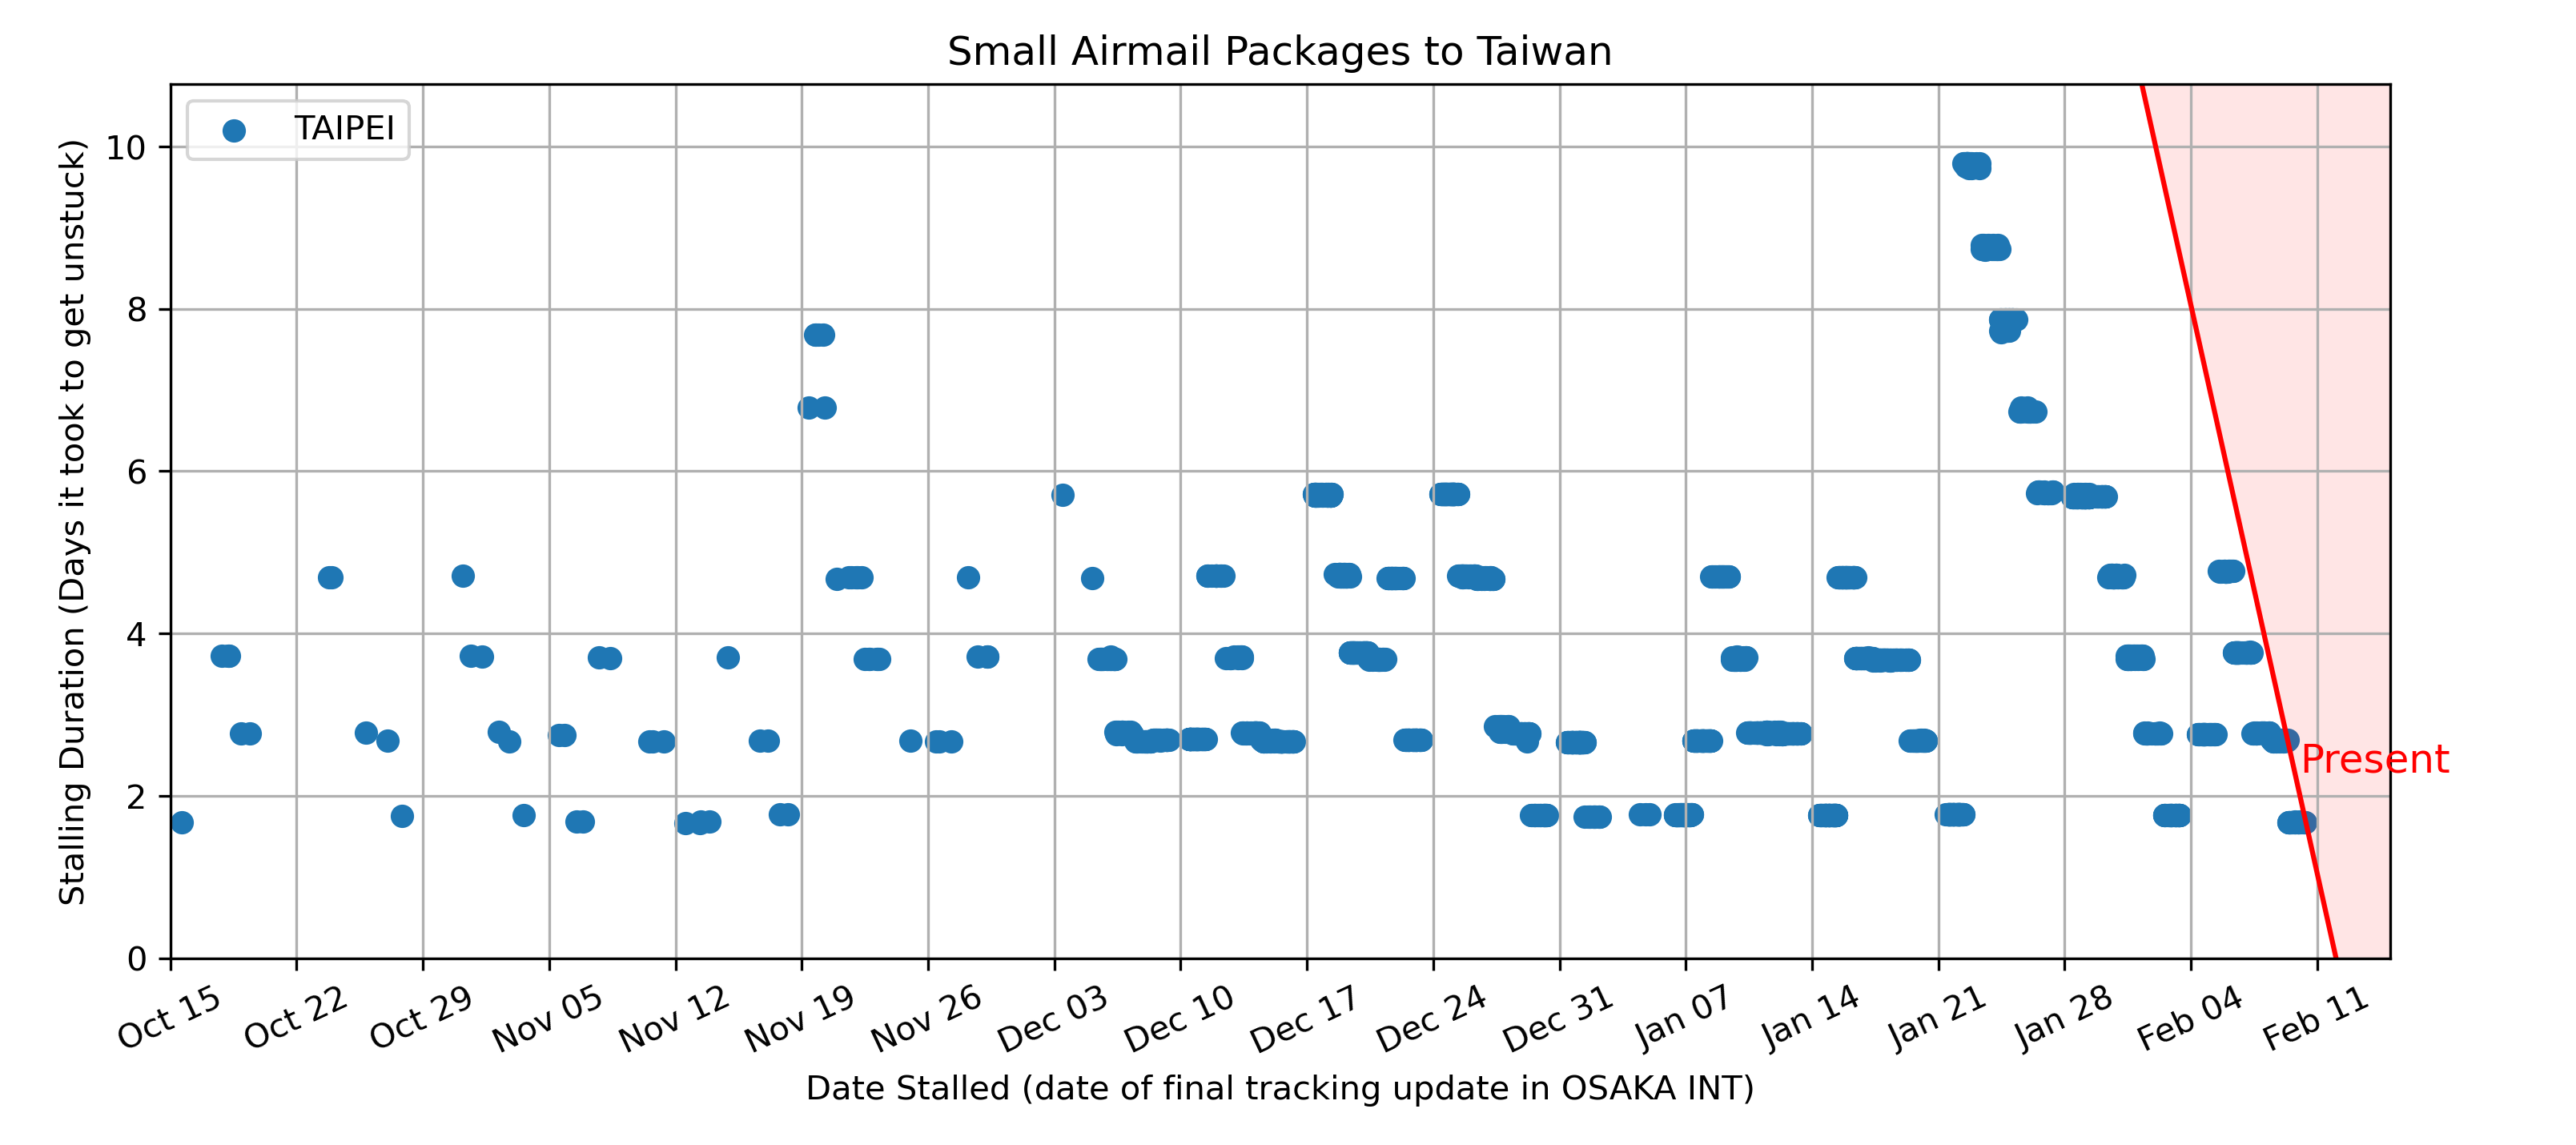 Small Airmail Packages to Taiwan
TAIPEI
Stalling Duration (Days it took to get unstuck)
10
8
6
4
2
0
Present
Oct 15
Oct 22
Oct 29
Nov 05
Nov 12
Nov 19
Nov 26
Dec 03
Dec 10
Dec 17
Dec 24
Dec 31
Jan 07
Jan 14
Jan 21
Jan 28
Feb 04
Feb 11
Date Stalled (date of final tracking update in OSAKA INT)